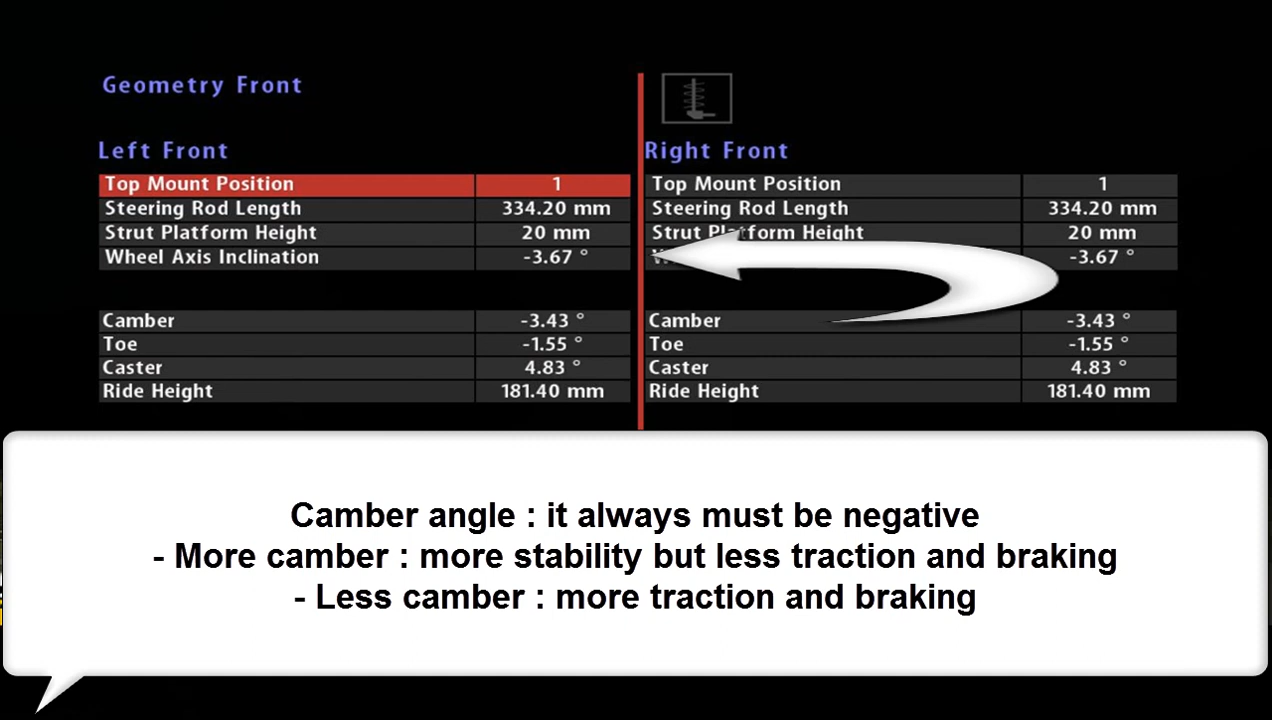 Geometry Front
Left Front
Right Front
Top Mount Position 1
Steering Rod Length 334.20 mm
Strut Platform Height 20 mm
Wheel Axis Inclination -3.67 °
Top Mount Position 1
Steering Rod Length 334.20 mm
Strut Platform Height 20 mm
-3.67 °
Camber -3.43 °
Toe -1.55 °
Caster 4.83 °
Ride Height 181.40 mm
Camber -3.43 °
Toe -1.55 °
Caster 4.83 °
Ride Height 181.40 mm
Camber angle : it always must be negative
- More camber : more stability but less traction and braking
- Less camber : more traction and braking